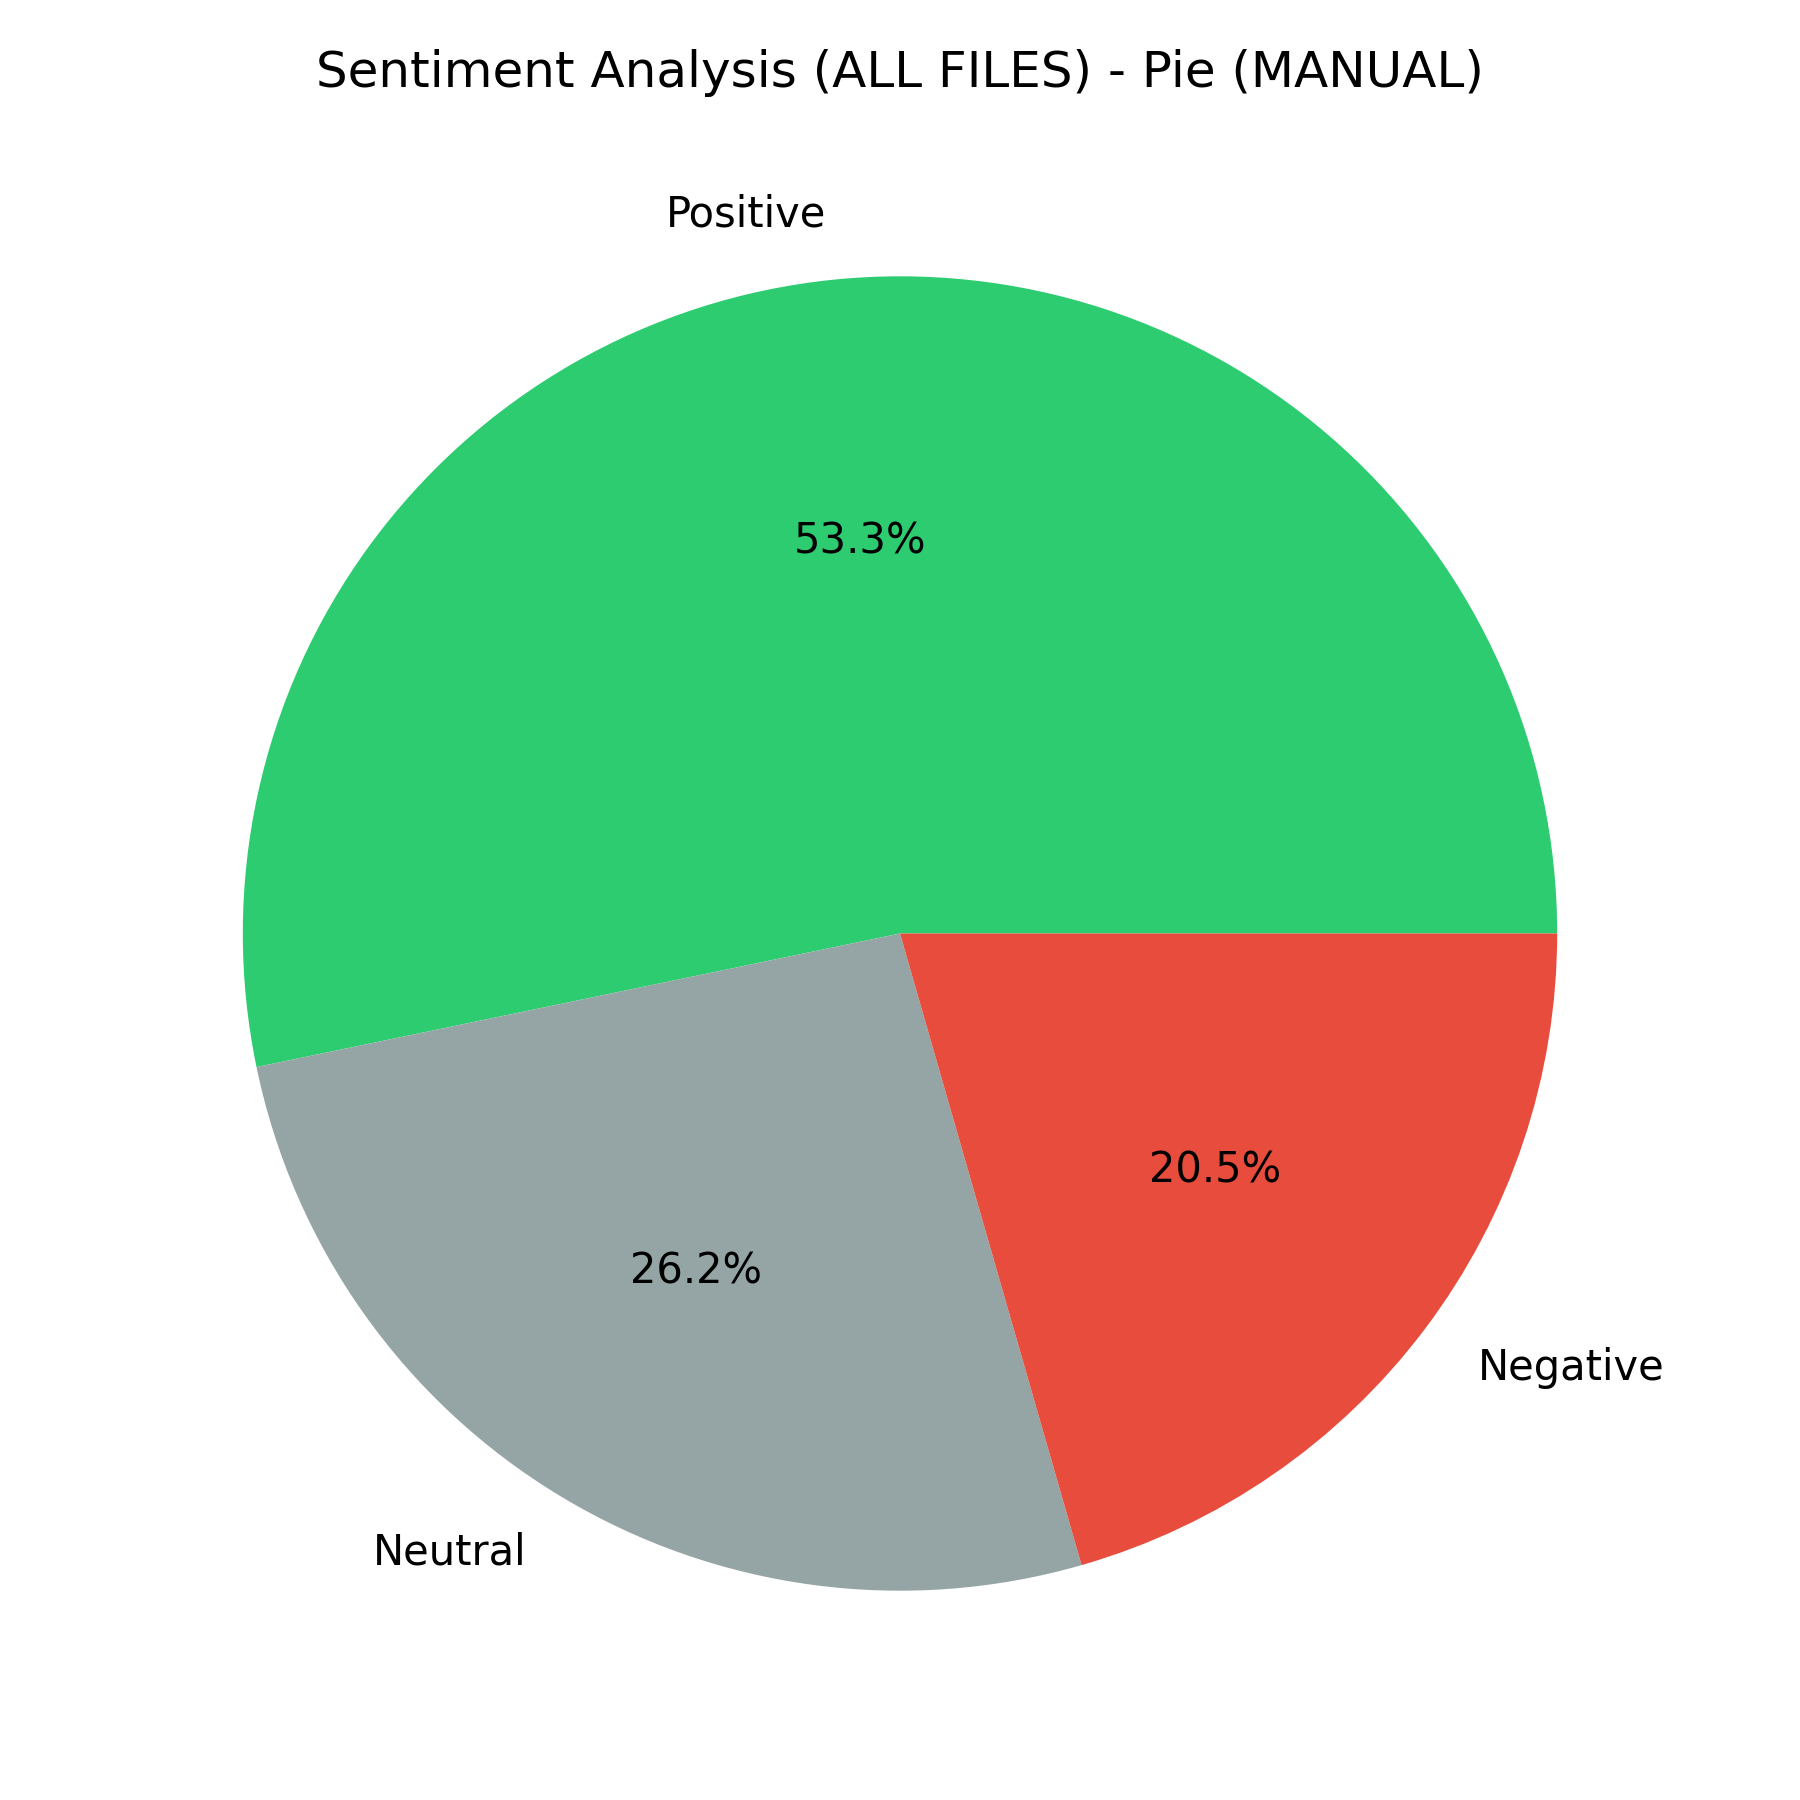 Sentiment Analysis (ALL FILES) - Pie (MANUAL)
Positive
53.3%
20.5%
26.2%
Negative
Neutral